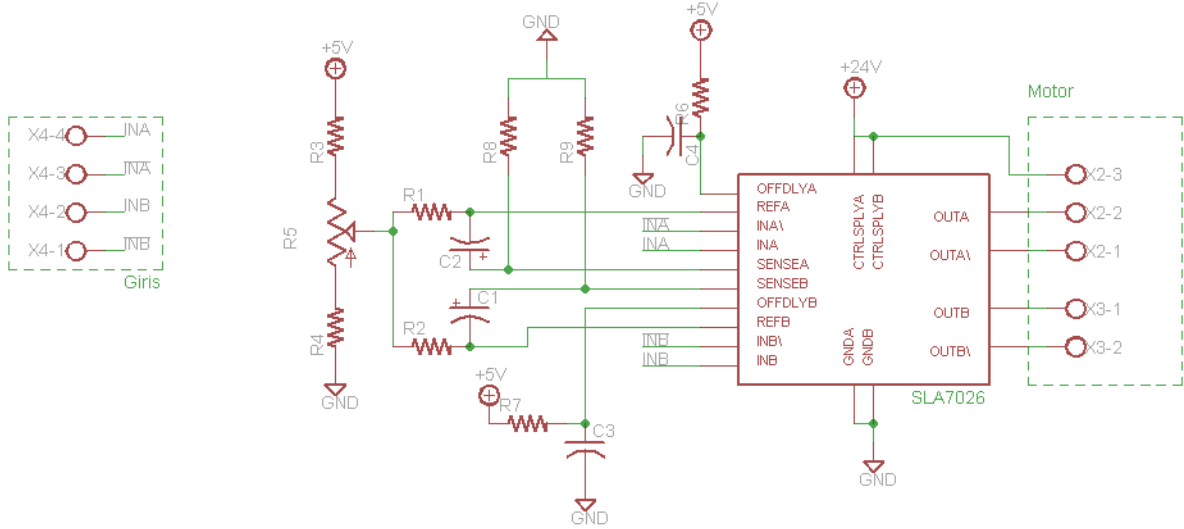 X4-4 INA
X4-3 INA
X4-2 INB
X4-1 INB
Giris
+5V
R3
R5
R4
GND
R1
C2
C1
R2
GND
R8
R9
+5V
R6
C4
GND
INA
INA
INB
INB
+5V
R7
C3
GND
+24V
OFFDLYA
REFA
INA\
INA
SENSEA
SENSEB
OFFDLYB
REFB
INB\
INB
CTRLSPLYA
CTRLSPLYB
GNDA
GNDB
OUTA
OUTA\
OUTB
OUTB\
SLA7026
GND
Motor
X2-3
X2-2
X2-1
X3-1
X3-2